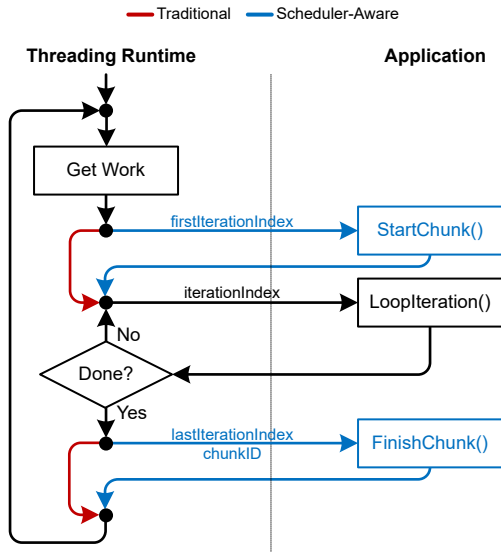 Traditional
Scheduler-Aware
Threading Runtime
Application
Get Work
firstIterationIndex
StartChunk()
iterationIndex
LoopIteration()
No
Done?
Yes
lastIterationIndex
chunkID
FinishChunk()